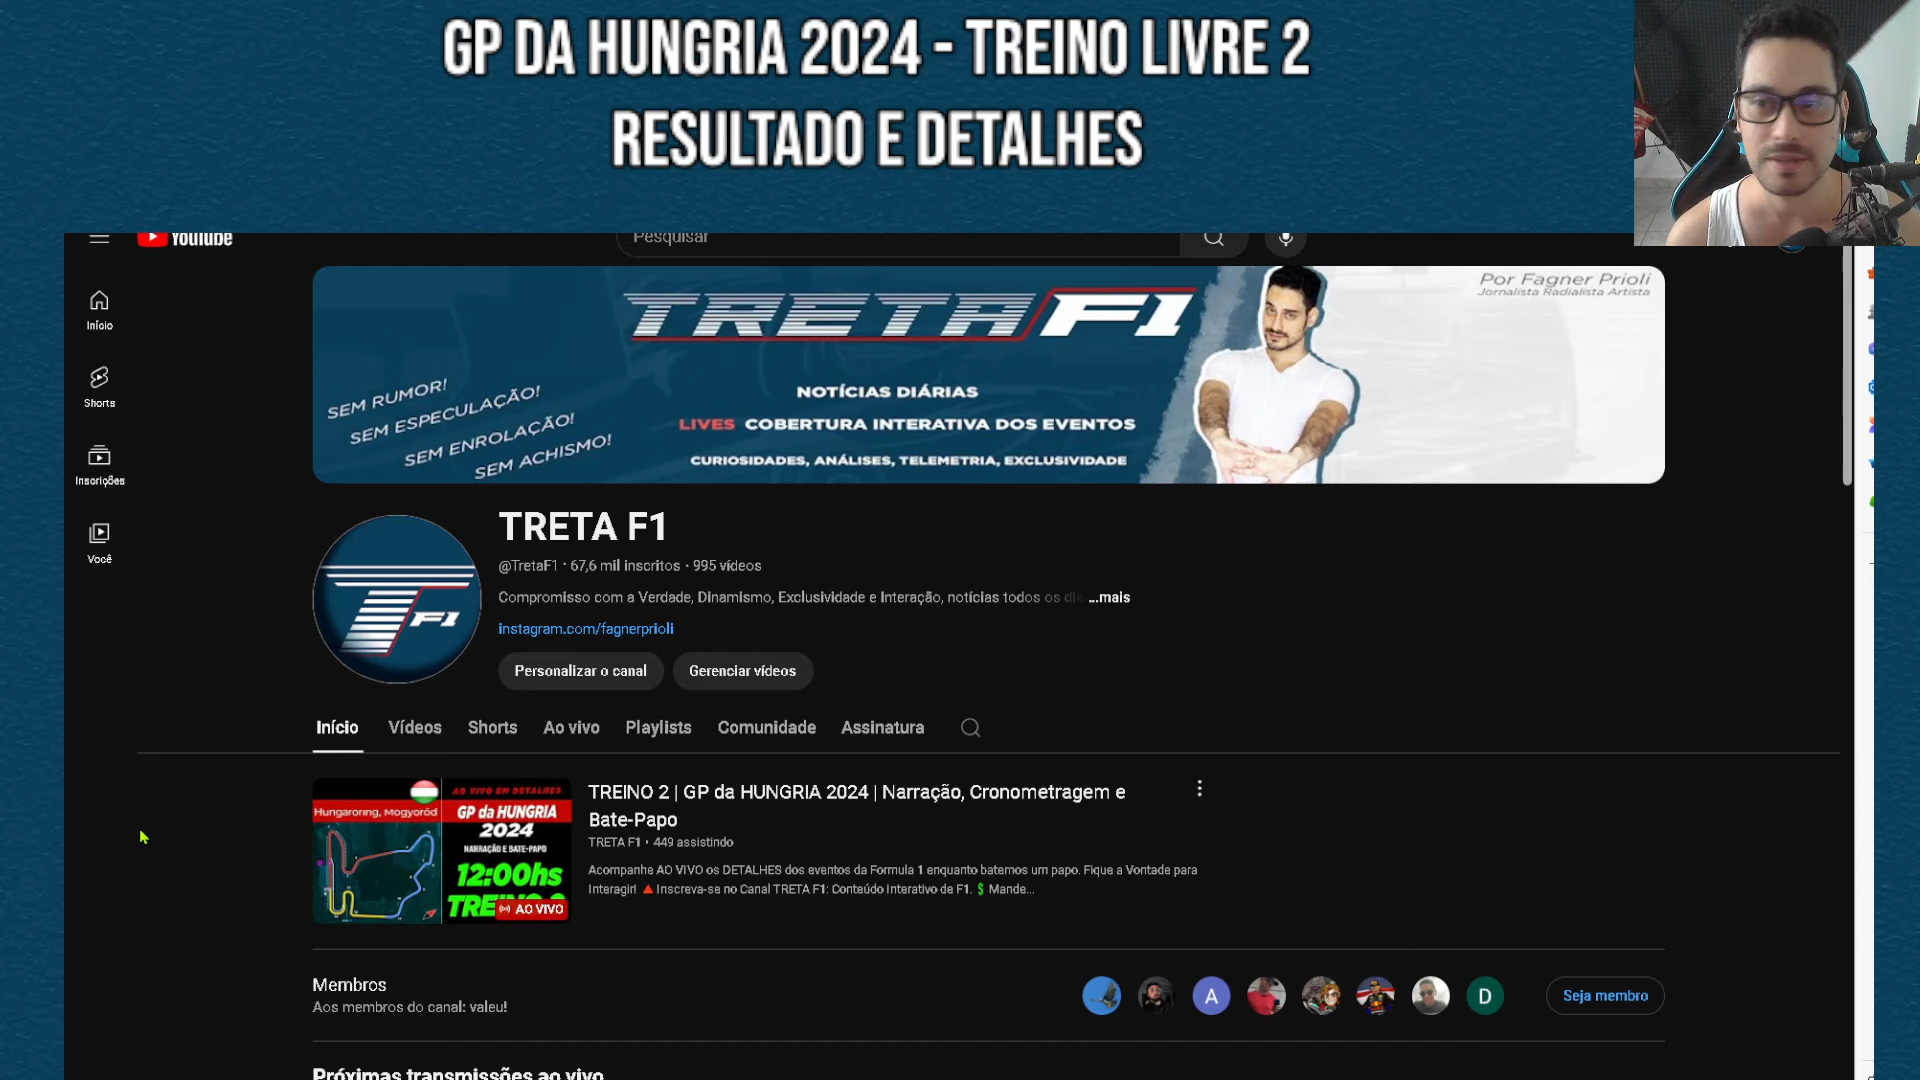 GP DA HUNGRIA 2024 - TREINO LIVRE 2
RESULTADO E DETALHES
YouTube
Pesquisar
Início
Shorts
Inscrições
Você
TRETA F1
Por Fagner Prioli
Jornalista Radialista Artista
SEM RUMOR!
SEM ESPECULAÇÃO!
SEM ENROLAÇÃO!
SEM ACHISMO!
NOTÍCIAS DIÁRIAS
LIVES COBERTURA INTERATIVA DOS EVENTOS
CURIOSIDADES, ANÁLISES, TELEMETRIA, EXCLUSIVIDADE
TF1
TRETA F1
@TretaF1 • 67,6 mil inscritos • 995 vídeos
Compromisso com a Verdade, Dinamismo, Exclusividade e Interação, notícias todos os di ...mais
instagram.com/fagnerprioli
Personalizar o canal
Gerenciar vídeos
Início Vídeos Shorts Ao vivo Playlists Comunidade Assinatura
Hungaroring, Mogyoród
AO VIVO EM DETALHES
GP da HUNGRIA
2024
NARRAÇÃO E BATE-PAPO
12:00hs
TRE
AO VIVO
TREINO 2 | GP da HUNGRIA 2024 | Narração, Cronometragem e
Bate-Papo
TRETA F1 • 449 assistindo
Acompanhe AO VIVO os DETALHES dos eventos da Formula 1 enquanto batemos um papo. Fique a Vontade para
Interagir! 🔺 Inscreva-se no Canal TRETA F1: Conteúdo Interativo de F1. 💲 Mande...
Membros
Aos membros do canal: valeu!
A
D
Seja membro
Próximas transmissões ao vivo